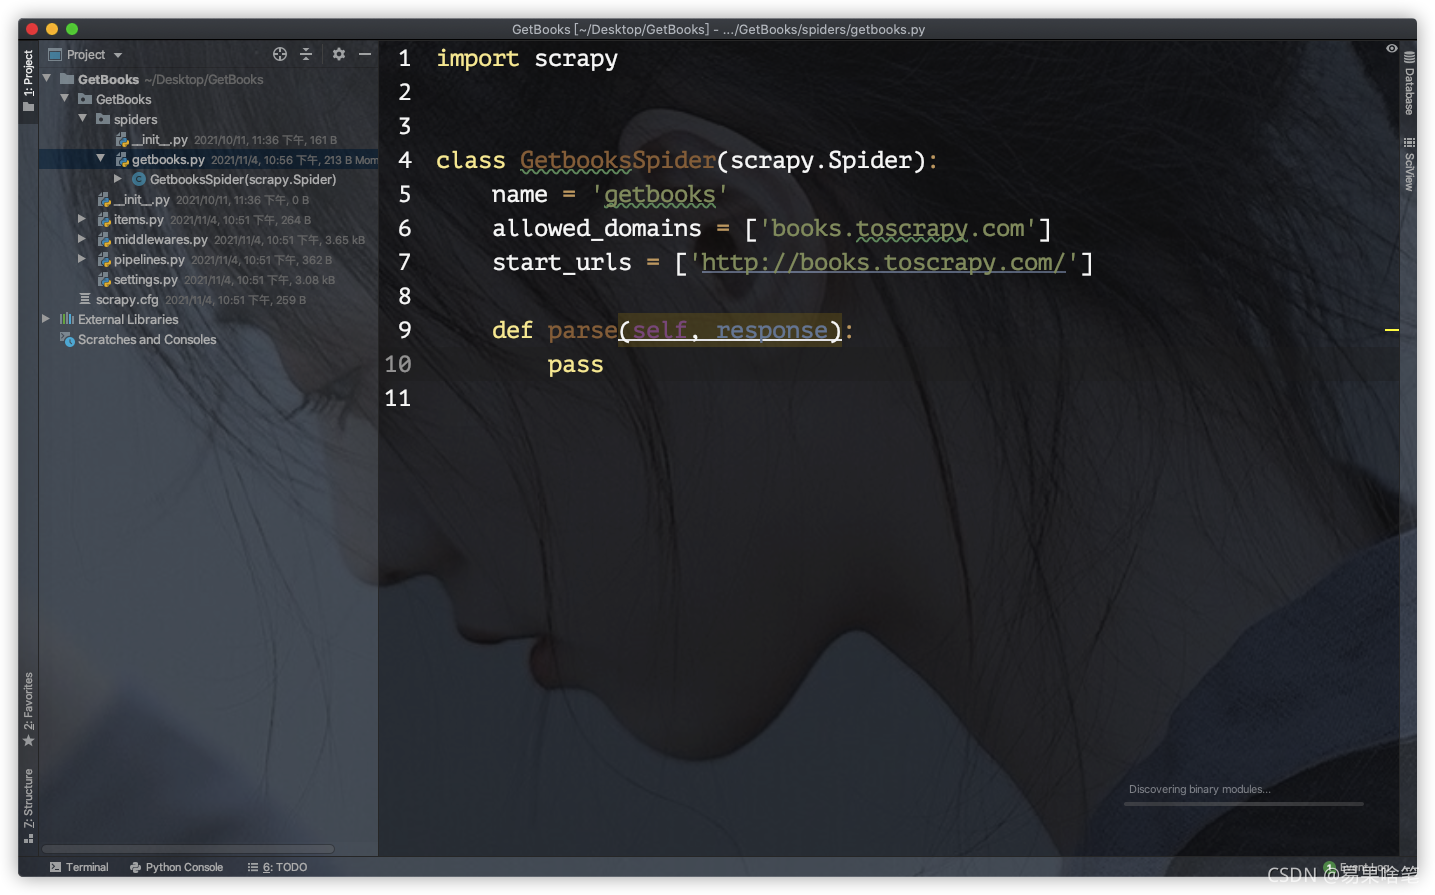 GetBooks [~/Desktop/GetBooks] - .../GetBooks/spiders/getbooks.py
1: Project
Project
GetBooks ~/Desktop/GetBooks
GetBooks
spiders
__init__.py 2021/10/11, 11:36 下午, 161 B
getbooks.py 2021/11/4, 10:56 下午, 213 B Mom
GetbooksSpider(scrapy.Spider)
__init__.py 2021/10/11, 11:36 下午, 0 B
items.py 2021/11/4, 10:51 下午, 264 B
middlewares.py 2021/11/4, 10:51 下午, 3.65 kB
pipelines.py 2021/11/4, 10:51 下午, 362 B
settings.py 2021/11/4, 10:51 下午, 3.08 kB
scrapy.cfg 2021/11/4, 10:51 下午, 259 B
External Libraries
Scratches and Consoles
2: Favorites
7: Structure
1 import scrapy
2
3
4 class GetbooksSpider(scrapy.Spider):
5 name = 'getbooks'
6 allowed_domains = ['books.toscrapy.com']
7 start_urls = ['http://books.toscrapy.com/']
8
9 def parse(self, response):
10 pass
11
Database
SciView
Discovering binary modules...
Terminal
Python Console
6: TODO
1 Event Log
CSDN @易果啥笔